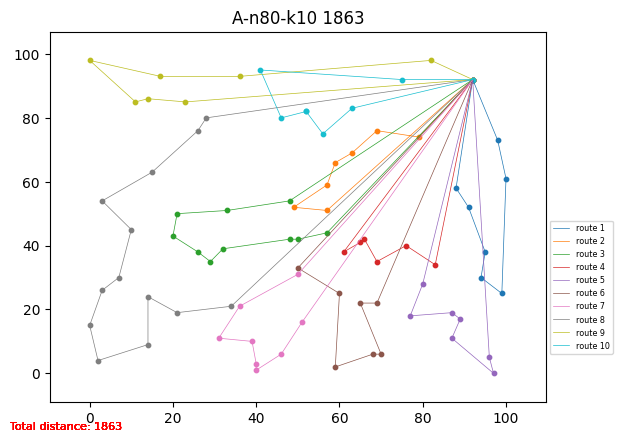 A-n80-k10 1863
100
80
60
40
20
0
0 20 40 60 80 100
route 1
route 2
route 3
route 4
route 5
route 6
route 7
route 8
route 9
route 10
Total distance: 1863